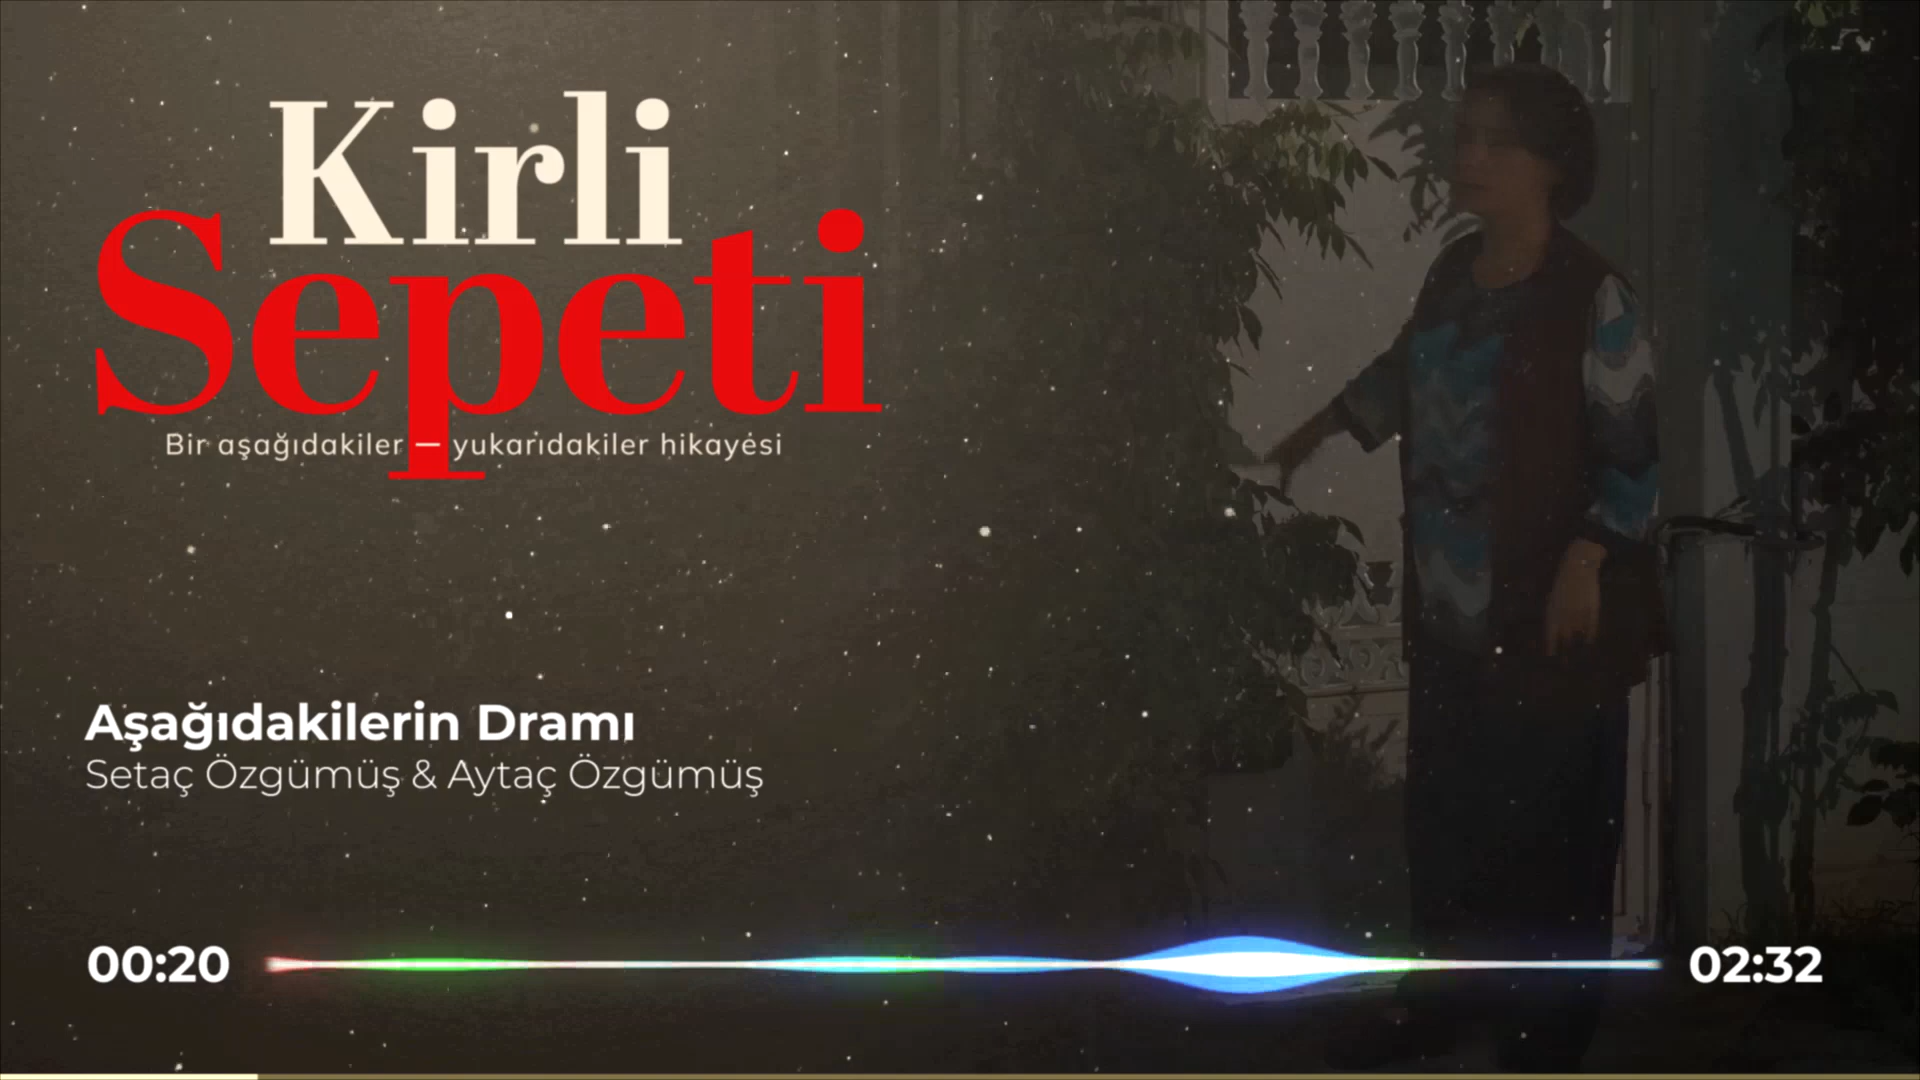 Kirli
Sepeti
Bir aşağıdakiler — yukarıdakiler hikayesi
Aşağıdakilerin Dramı
Setaç Özgümüş & Aytaç Özgümüş
00:20
02:32